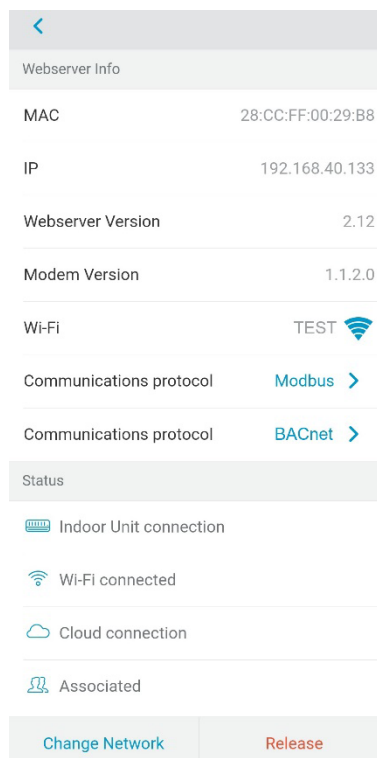 Webserver Info
MAC 28:CC:FF:00:29:B8
IP 192.168.40.133
Webserver Version 2.12
Modem Version 1.1.2.0
Wi-Fi TEST
Communications protocol Modbus
Communications protocol BACnet
Status
Indoor Unit connection
Wi-Fi connected
Cloud connection
Associated
Change Network Release